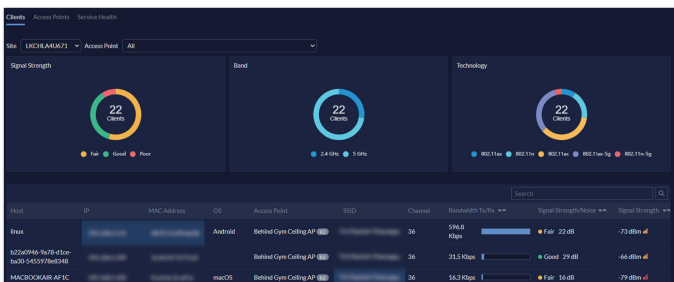 Clients Access Points Service Health
Site LKCHLA4U671 Access Point All
Signal Strength Band Technology
22 22 22
Clients Clients Clients
Fair Good Poor 2.4 GHz 5 GHz 802.11ax 802.11n 802.11ac 802.11ax-5g 802.11n-5g
Search
Host IP MAC Address OS Access Point SSID Channel Bandwidth Tx/Rx Signal Strength/Noise Signal Strength
linux Android Behind Gym Ceiling AP 36 596.8 Kbps Fair 22 dB -73 dBm
b22a0946-9a78-d1ce-
ba30-5455978e8348 Behind Gym Ceiling AP 36 31.5 Kbps Good 29 dB -66 dBm
MACBOOKAIR-AF1C macOS Behind Gym Ceiling AP 36 16.3 Kbps Fair 16 dB -79 dBm